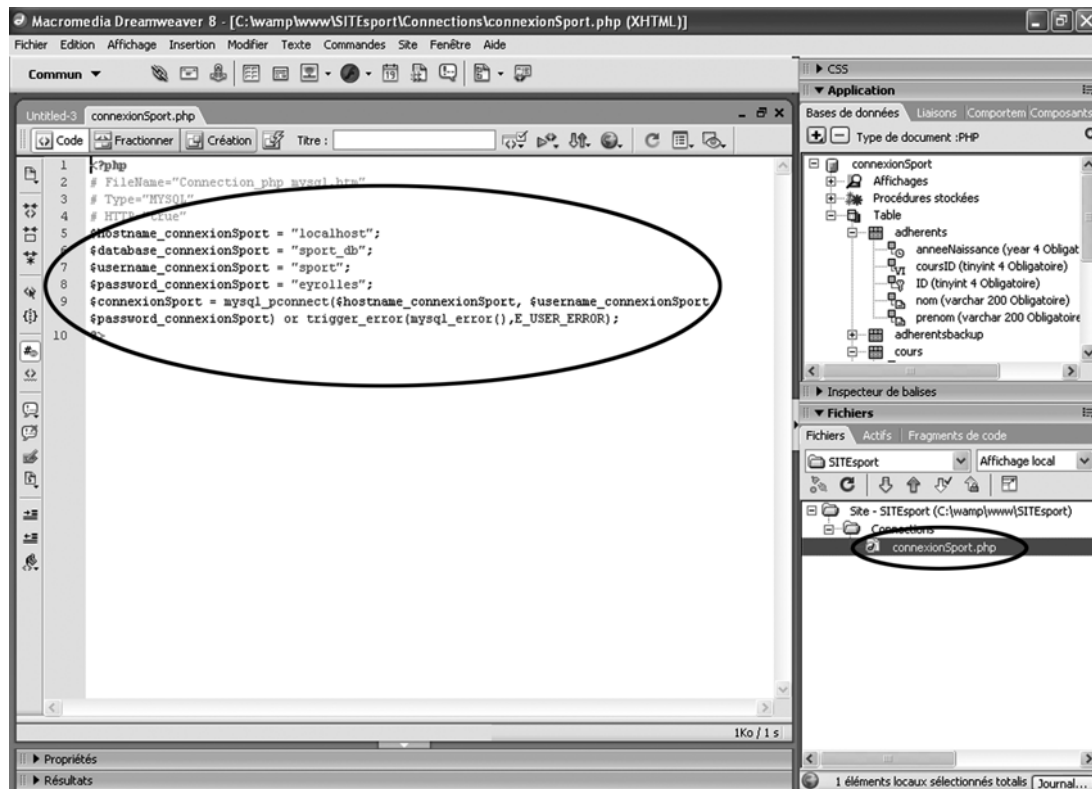 Macromedia Dreamweaver 8 - [C:\wamp\www\SITEsport\Connections\connexionSport.php (XHTML)]
Fichier Edition Affichage Insertion Modifier Texte Commandes Site Fenêtre Aide
Commun
Untitled-3 connexionSport.php
Code Fractionner Création Titre :
1 <?php
2 # FileName="Connection_php_mysql.htm"
3 # Type="MYSQL"
4 # HTTP="true"
5 $hostname_connexionSport = "localhost";
6 $database_connexionSport = "sport_db";
7 $username_connexionSport = "sport";
8 $password_connexionSport = "eyrolles";
9 $connexionSport = mysql_pconnect($hostname_connexionSport, $username_connexionSport
$password_connexionSport) or trigger_error(mysql_error(),E_USER_ERROR);
10 ?>
1Ko / 1 s
Propriétés
Résultats
CSS
Application
Bases de données Liaisons Comportem Composants
Type de document :PHP
connexionSport
Affichages
Procédures stockées
Table
adherents
anneeNaissance (year 4 Obligat
coursID (tinyint 4 Obligatoire)
ID (tinyint 4 Obligatoire)
nom (varchar 200 Obligatoire)
prenom (varchar 200 Obligatoire
adherentsbackup
cours
Inspecteur de balises
Fichiers
Fichiers Actifs Fragments de code
SITEsport Affichage local
Site - SITEsport (C:\wamp\www\SITEsport)
Connections
connexionSport.php
1 éléments locaux sélectionnés totalis Journal...